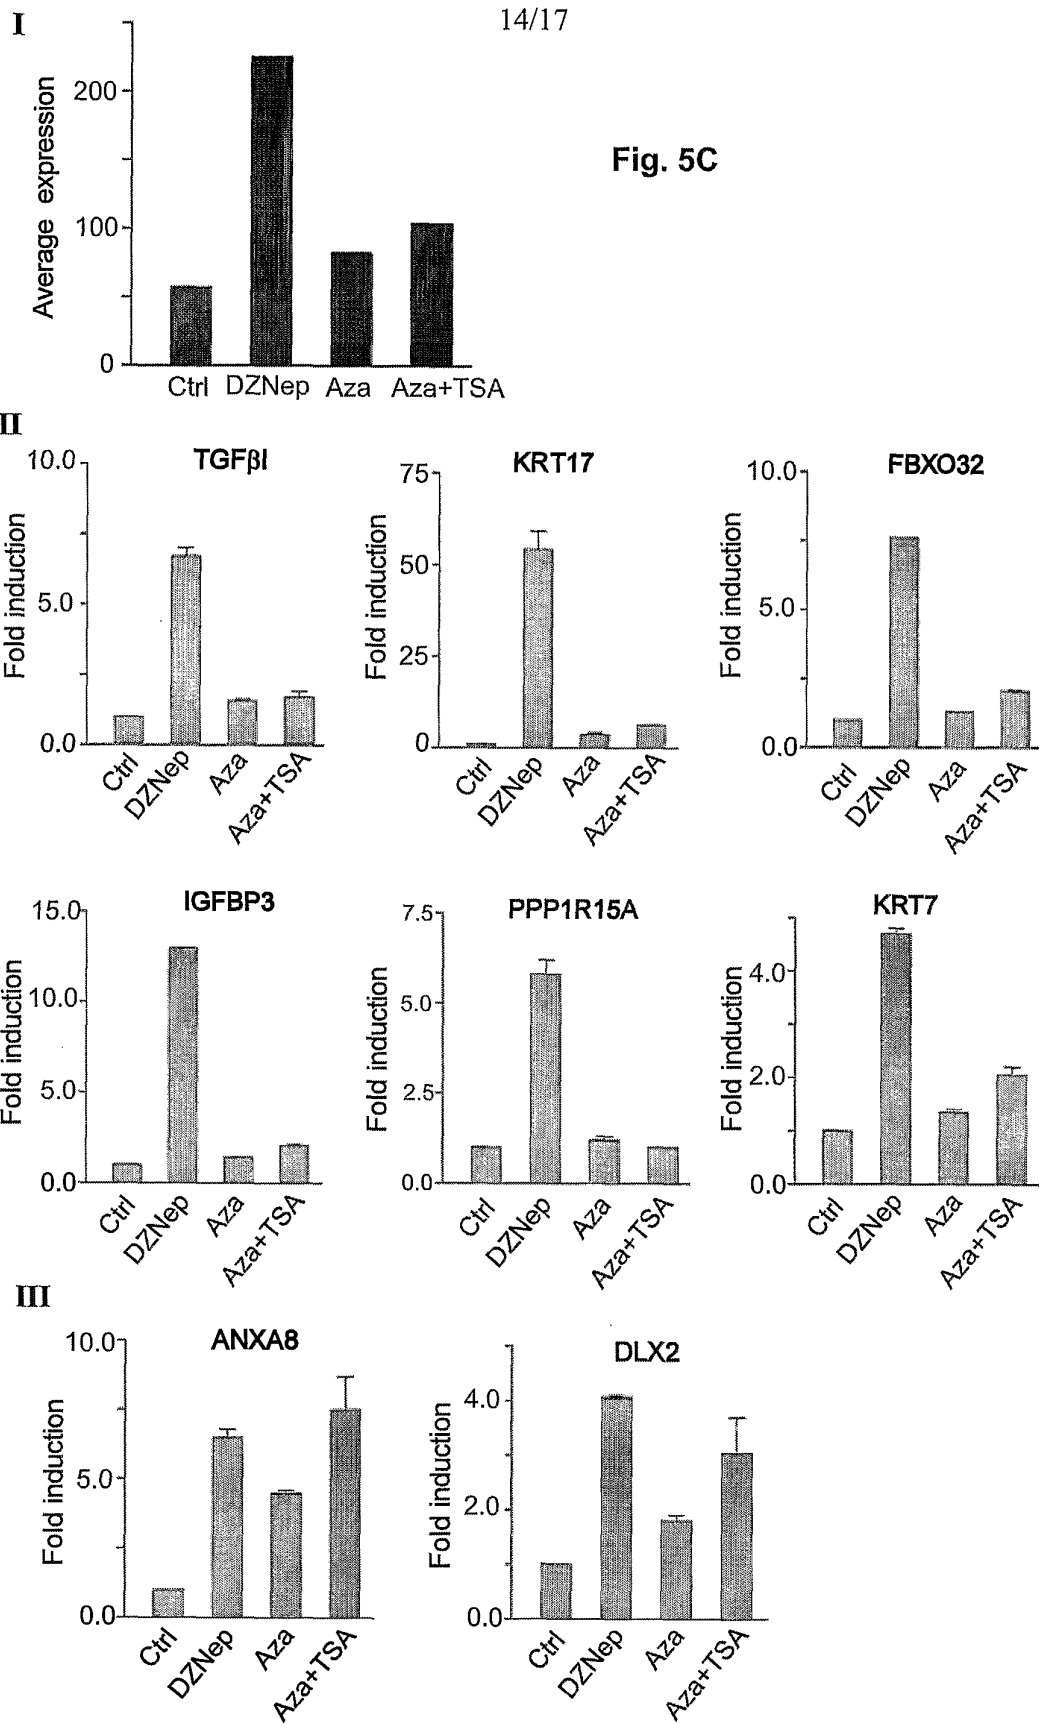 14/17
I
Fig. 5C
Average expression
200
100
0
Ctrl DZNep Aza Aza+TSA
II
TGFβI
Fold induction
10.0
5.0
0.0
Ctrl DZNep Aza Aza+TSA
KRT17
Fold induction
75
50
25
0
Ctrl DZNep Aza Aza+TSA
FBXO32
Fold induction
10.0
5.0
0.0
Ctrl DZNep Aza Aza+TSA
IGFBP3
Fold induction
15.0
10.0
5.0
0.0
Ctrl DZNep Aza Aza+TSA
PPP1R15A
Fold induction
7.5
5.0
2.5
0.0
Ctrl DZNep Aza Aza+TSA
KRT7
Fold induction
4.0
2.0
0.0
Ctrl DZNep Aza Aza+TSA
III
ANXA8
Fold induction
10.0
5.0
0.0
Ctrl DZNep Aza Aza+TSA
DLX2
Fold induction
4.0
2.0
0.0
Ctrl DZNep Aza Aza+TSA